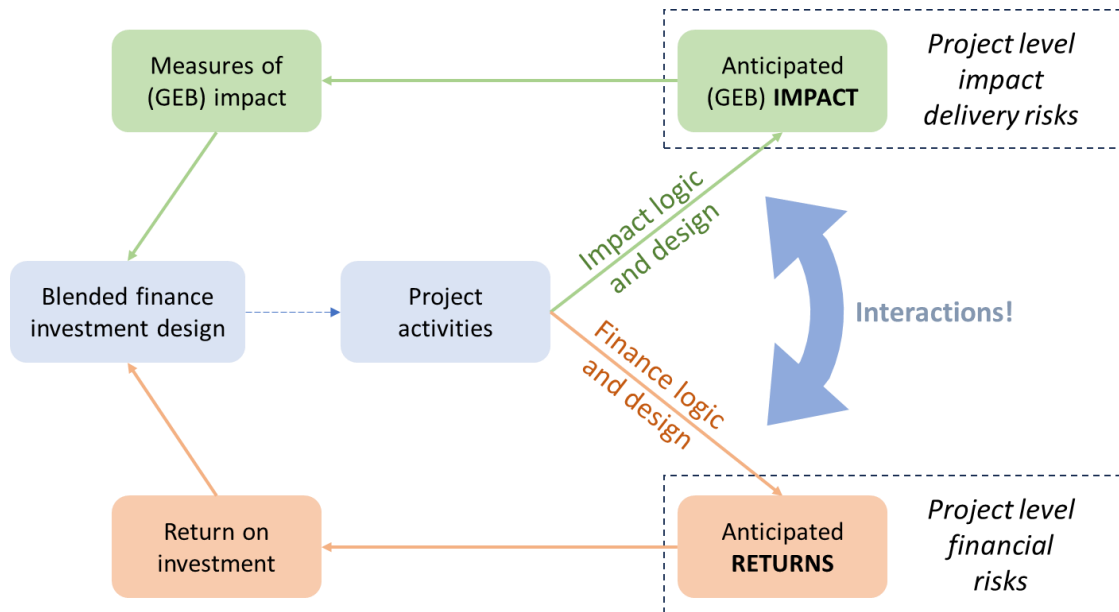 Measures of
(GEB) impact
Anticipated
(GEB) IMPACT
Project level
impact
delivery risks
Impact logic
and design
Blended finance
investment design
Project
activities
Interactions!
Finance logic
and design
Return on
investment
Anticipated
RETURNS
Project level
financial
risks